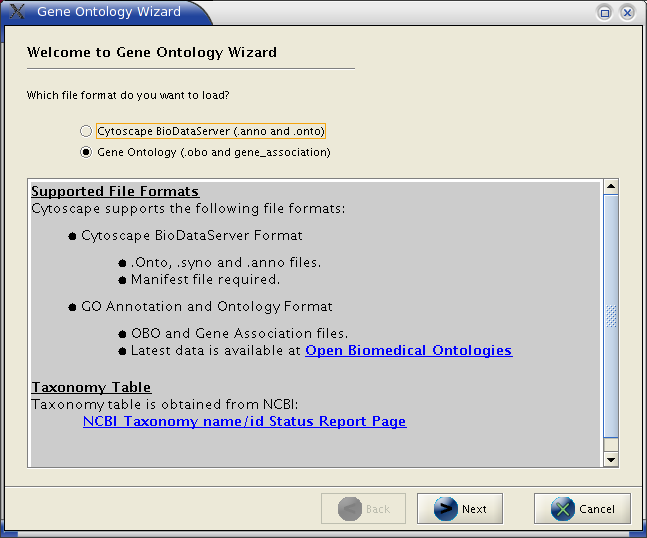 Gene Ontology Wizard
Welcome to Gene Ontology Wizard
Which file format do you want to load?
Cytoscape BioDataServer (.anno and .onto)
Gene Ontology (.obo and gene_association)
Supported File Formats
Cytoscape supports the following file formats:
Cytoscape BioDataServer Format
.Onto, .syno and .anno files.
Manifest file required.
GO Annotation and Ontology Format
OBO and Gene Association files.
Latest data is available at Open Biomedical Ontologies
Taxonomy Table
Taxonomy table is obtained from NCBI:
NCBI Taxonomy name/id Status Report Page
Back
Next
Cancel